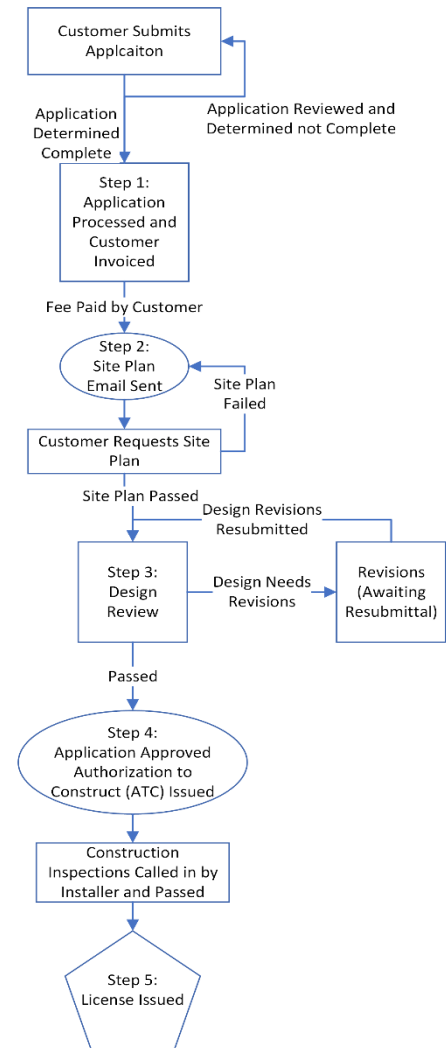 Customer Submits
Applcaiton
Application Reviewed and
Determined not Complete
Application
Determined
Complete
Step 1:
Application
Processed and
Customer
Invoiced
Fee Paid by Customer
Step 2:
Site Plan
Email Sent
Site Plan
Failed
Customer Requests Site
Plan
Site Plan Passed
Design Revisions
Resubmitted
Step 3:
Design
Review
Design Needs
Revisions
Revisions
(Awaiting
Resubmittal)
Passed
Step 4:
Application Approved
Authorization to
Construct (ATC) Issued
Construction
Inspections Called in by
Installer and Passed
Step 5:
License Issued